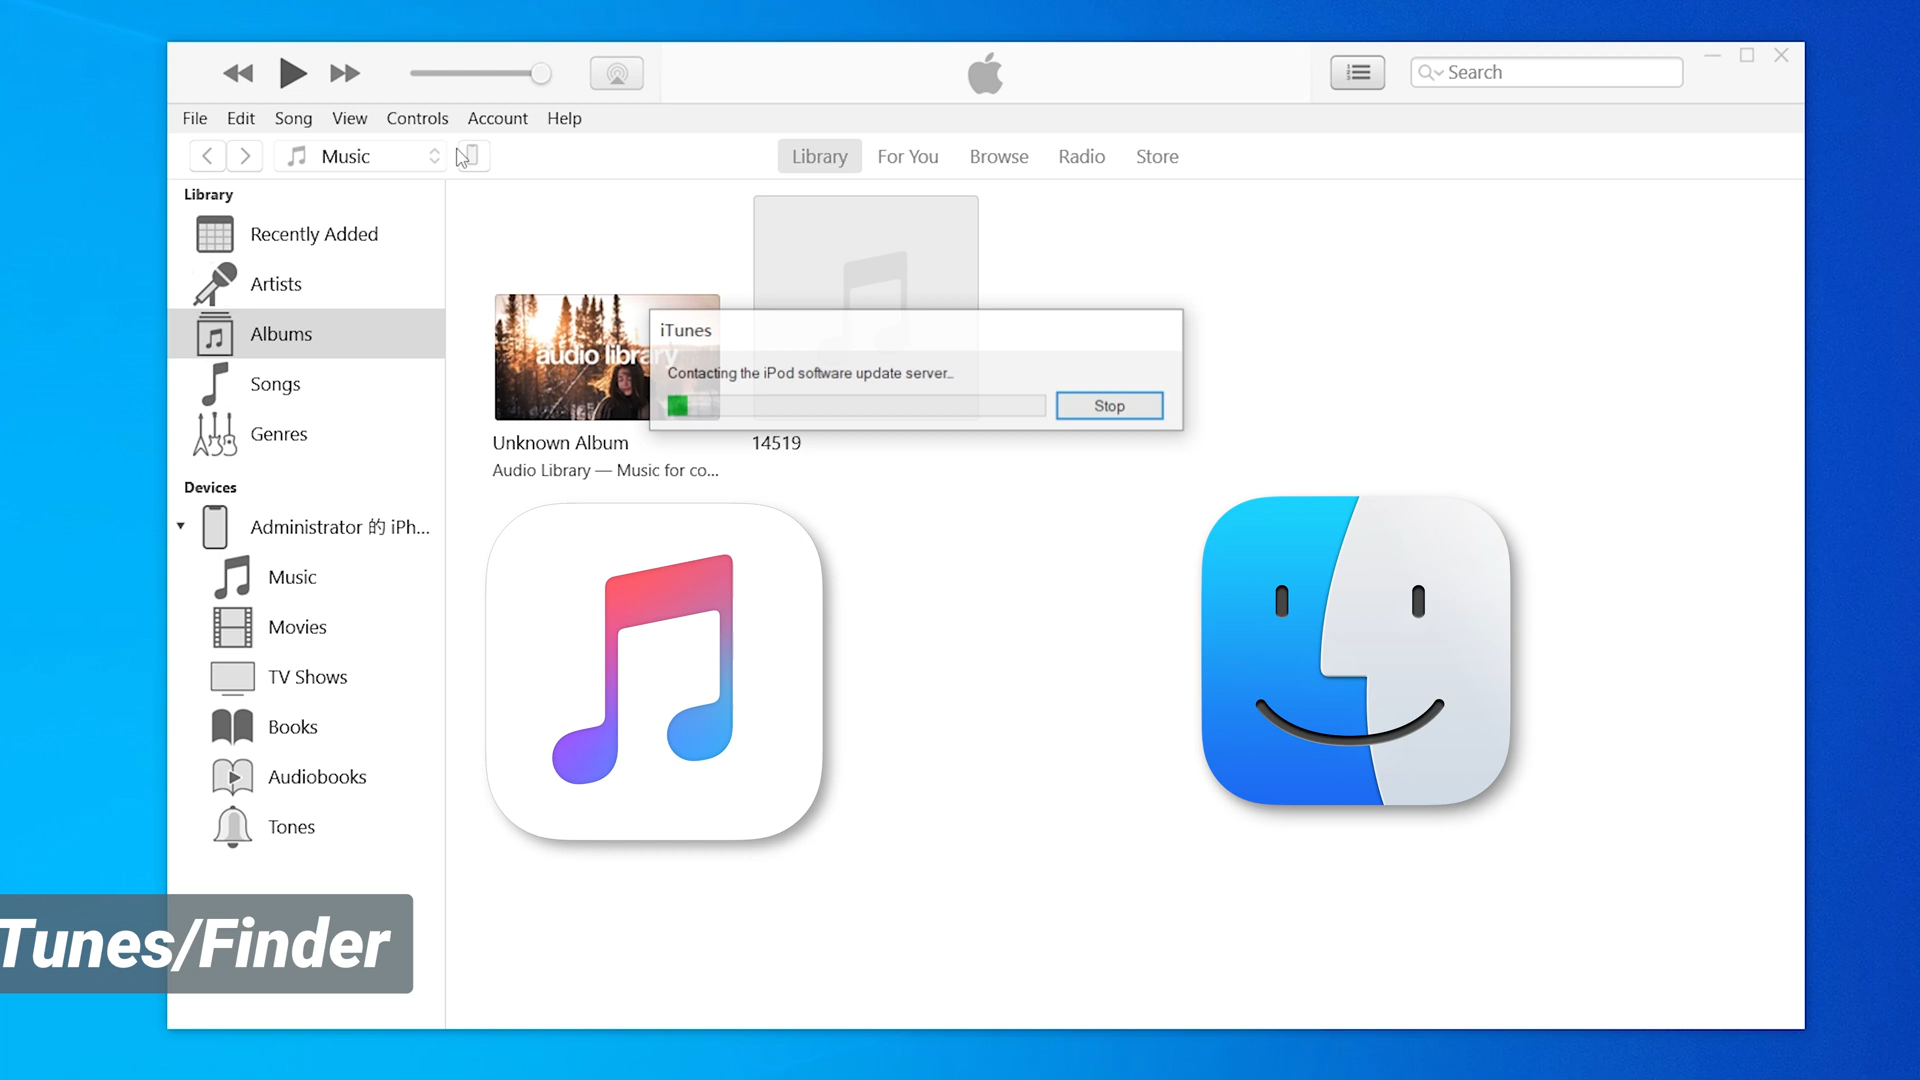 Search
File Edit Song View Controls Account Help
Music
Library For You Browse Radio Store
Library
Recently Added
Artists
Albums
Songs
Genres
Devices
Administrator 的 iPh...
Music
Movies
TV Shows
Books
Audiobooks
Tones
audio library
iTunes
Contacting the iPod software update server...
Stop
Unknown Album
Audio Library — Music for co...
14519
Tunes/Finder